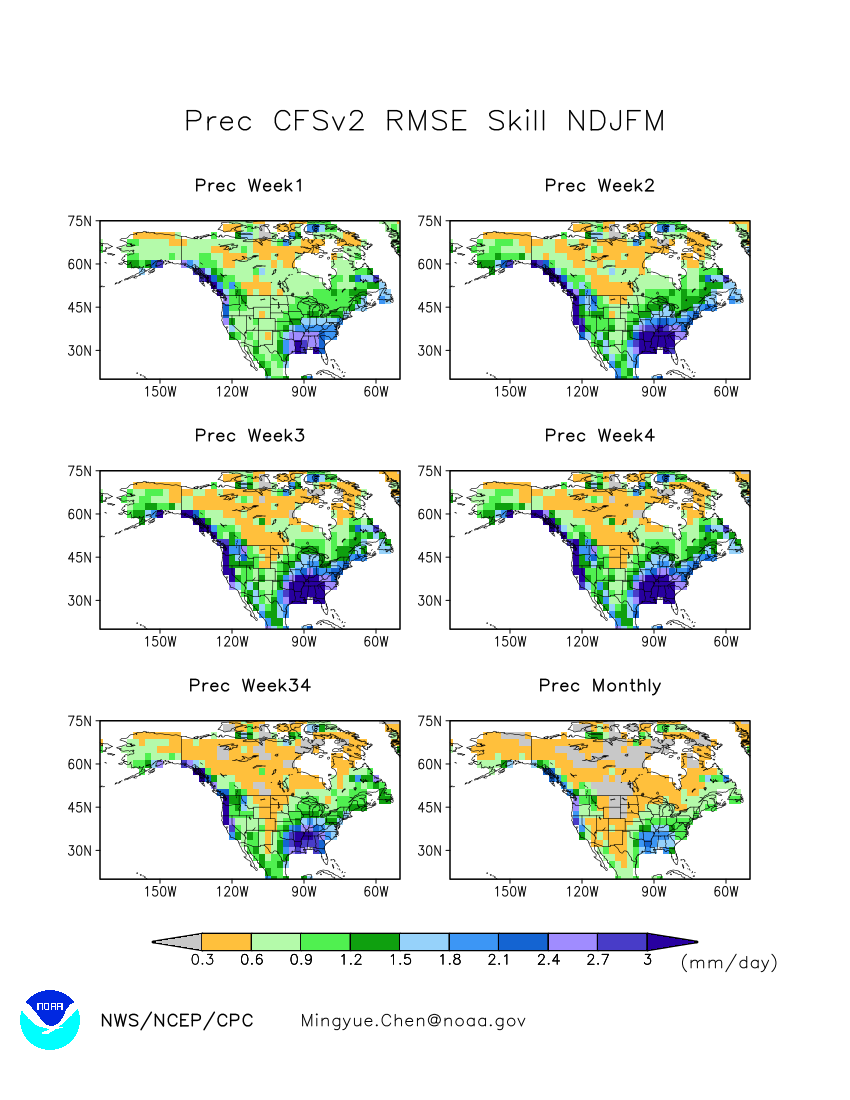 Prec CFSv2 RMSE Skill NDJFM
Prec Week1
Prec Week2
75N
60N
45N
30N
150W 120W 90W 60W
75N
60N
45N
30N
150W 120W 90W 60W
Prec Week3
Prec Week4
75N
60N
45N
30N
150W 120W 90W 60W
75N
60N
45N
30N
150W 120W 90W 60W
Prec Week34
Prec Monthly
75N
60N
45N
30N
150W 120W 90W 60W
75N
60N
45N
30N
150W 120W 90W 60W
0.3 0.6 0.9 1.2 1.5 1.8 2.1 2.4 2.7 3 (mm/day)
NOAA
NWS/NCEP/CPC Mingyue.Chen@noaa.gov